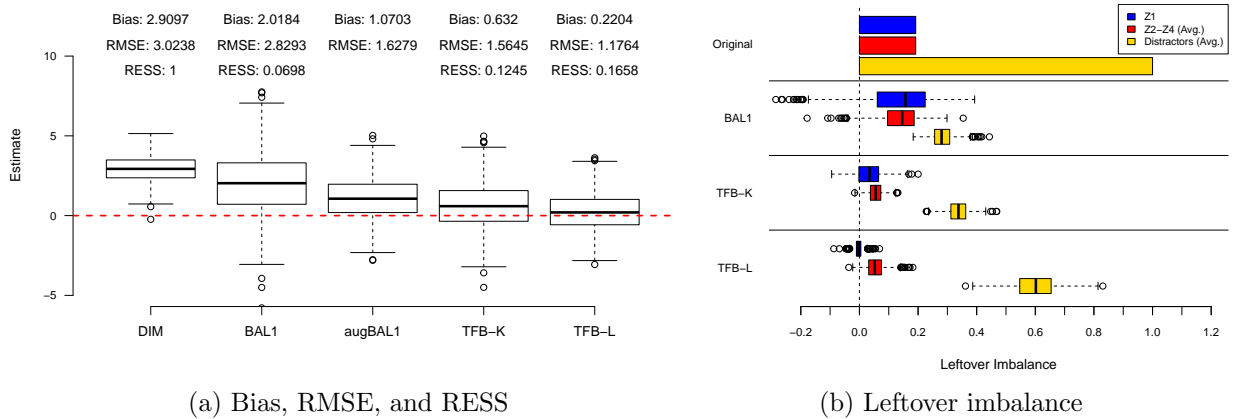 Bias: 2.9097 Bias: 2.0184 Bias: 1.0703 Bias: 0.632 Bias: 0.2204
RMSE: 3.0238 RMSE: 2.8293 RMSE: 1.6279 RMSE: 1.5645 RMSE: 1.1764
RESS: 1 RESS: 0.0698 RESS: 0.1245 RESS: 0.1658
Estimate
10
5
0
−5
DIM BAL1 augBAL1 TFB−K TFB−L
(a) Bias, RMSE, and RESS
Z1
Z2−Z4 (Avg.)
Distractors (Avg.)
Original
BAL1
TFB−K
TFB−L
−0.2 0.0 0.2 0.4 0.6 0.8 1.0 1.2
Leftover Imbalance
(b) Leftover imbalance